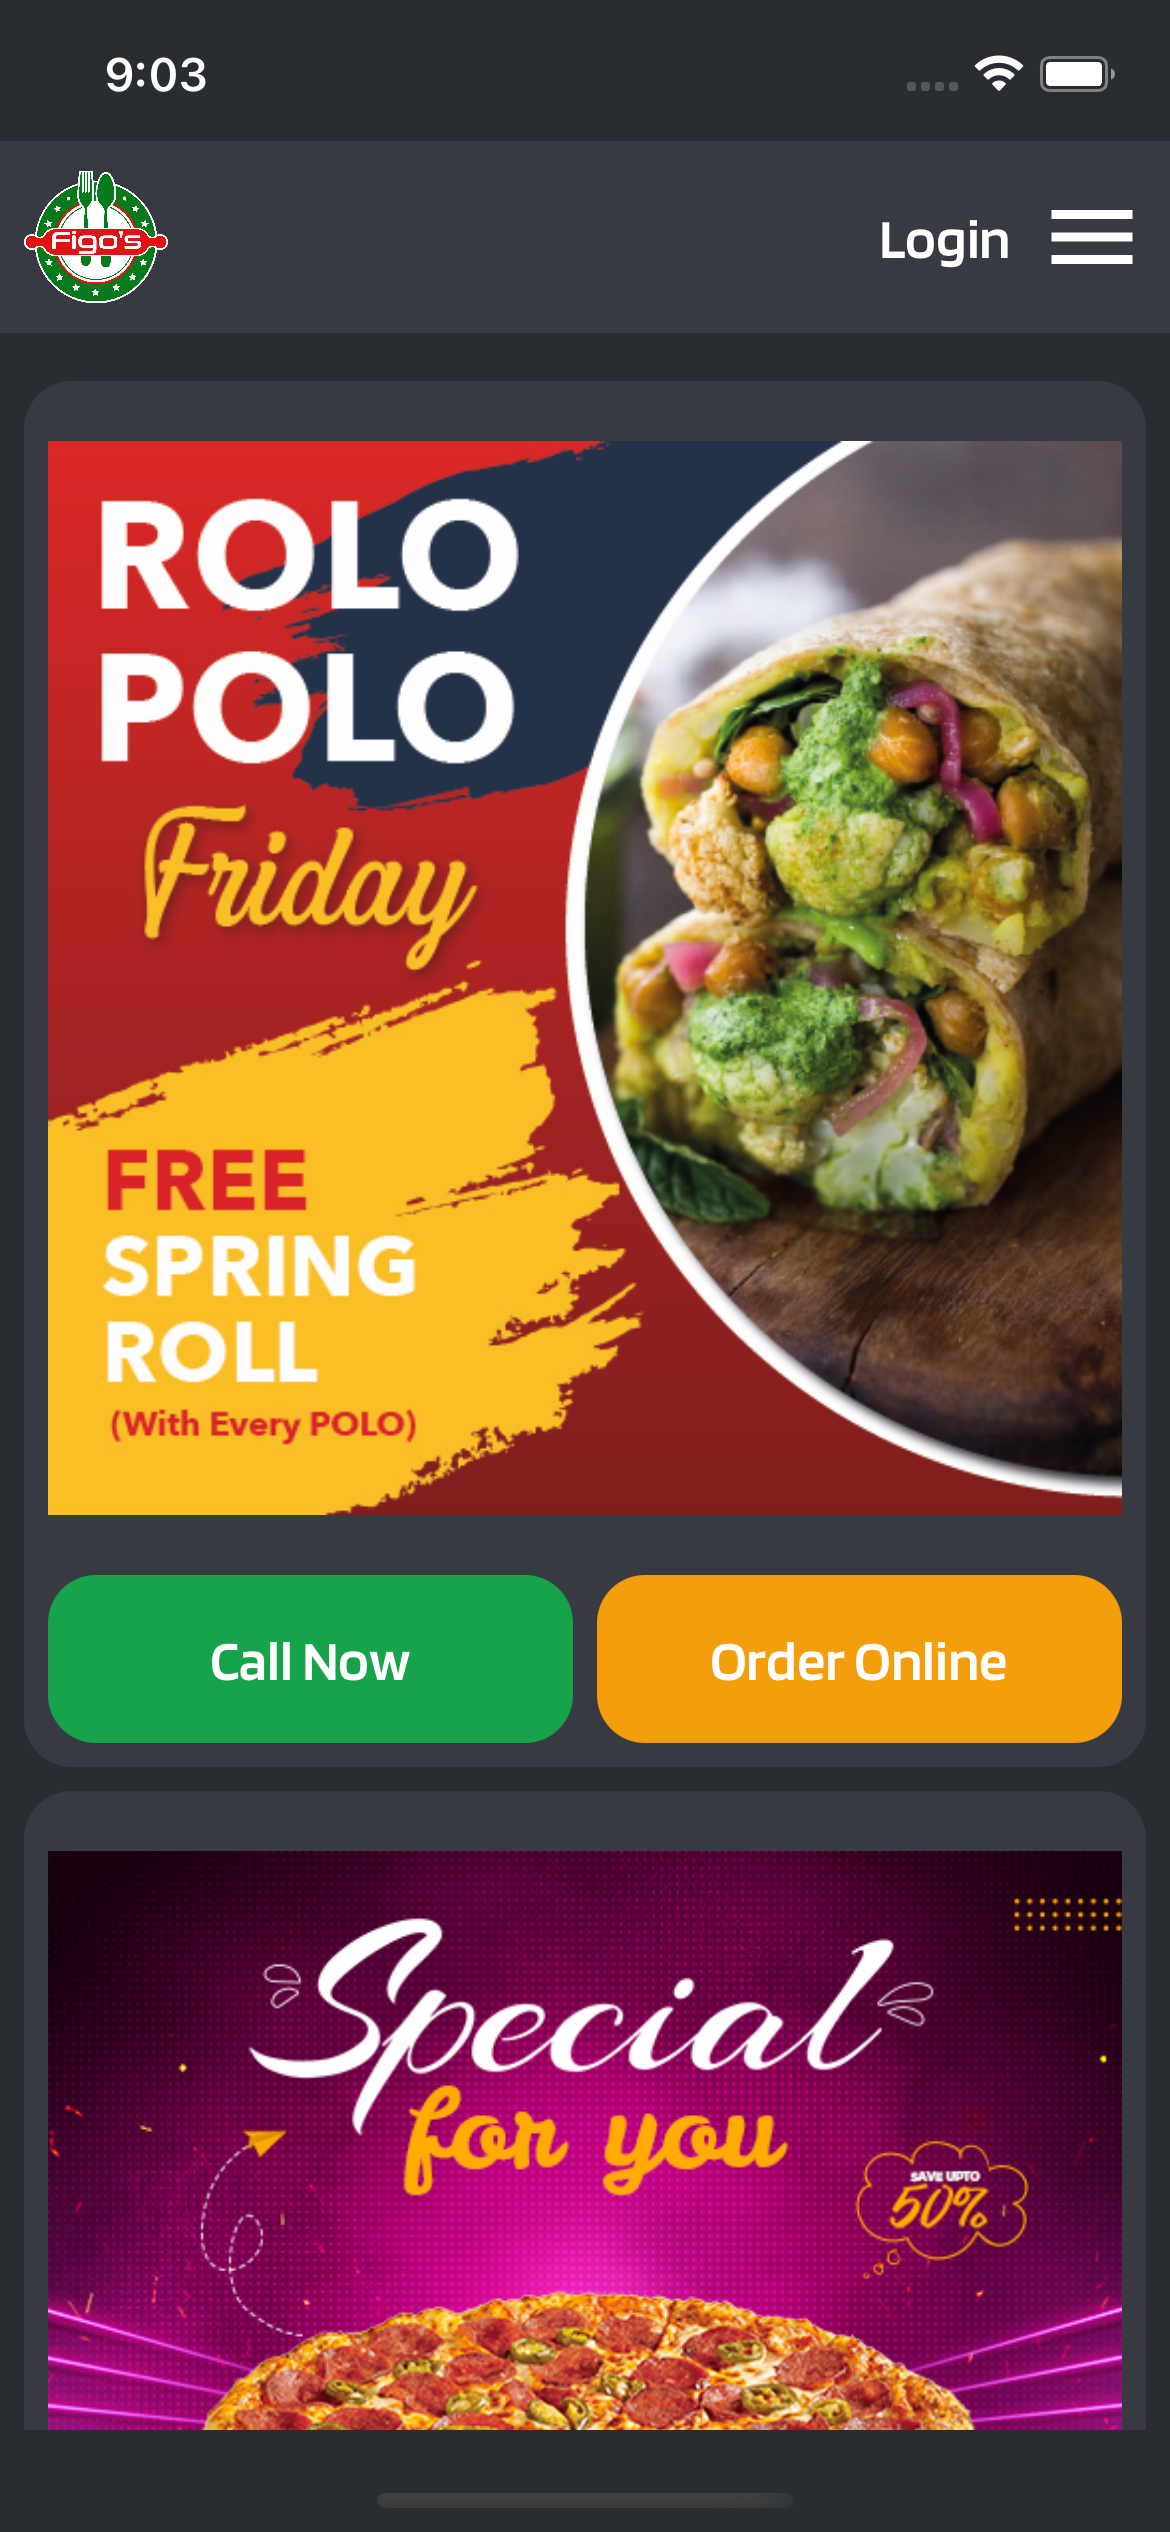 9:03
Figo's
Login
ROLO
POLO
Friday
FREE
SPRING
ROLL
(With Every POLO)
Call Now
Order Online
Special
for you
SAVE UPTO
50%